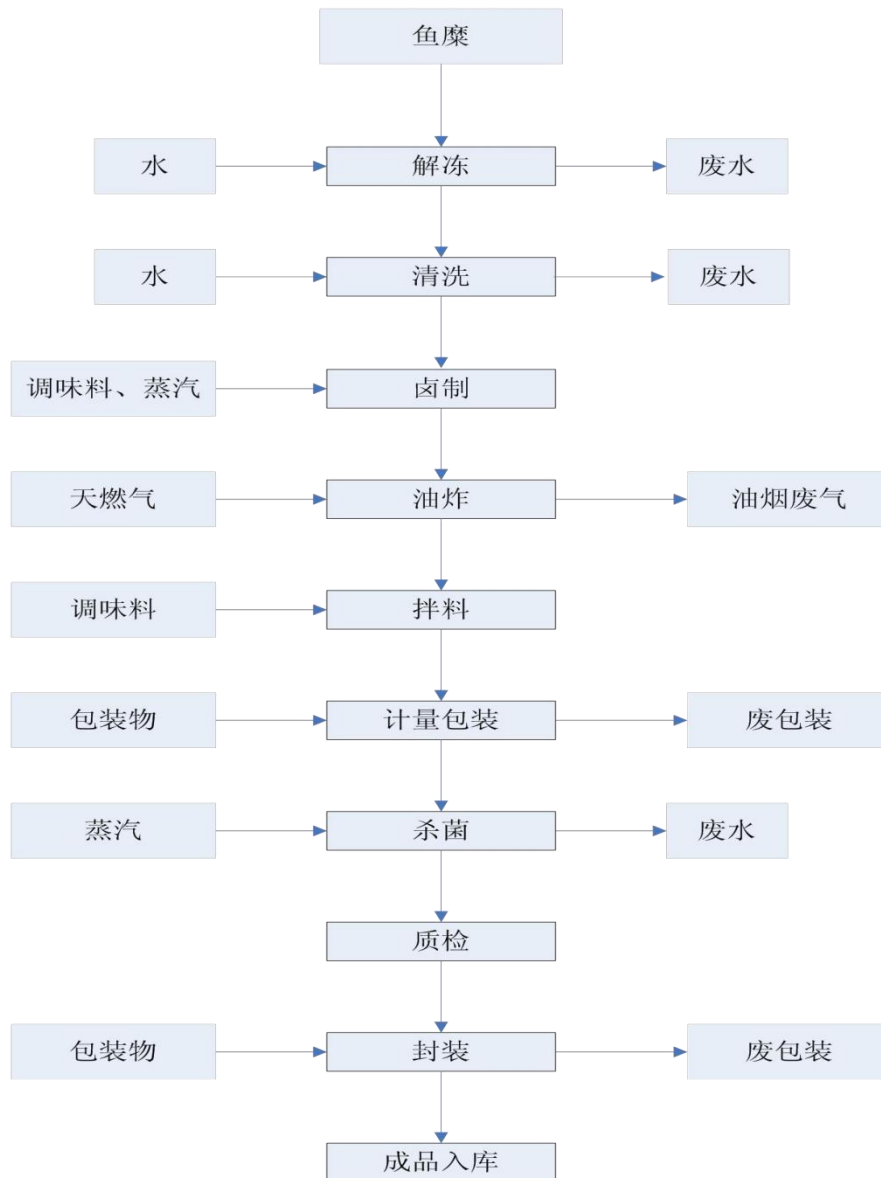 鱼糜
水
解冻
废水
水
清洗
废水
调味料、蒸汽
卤制
天燃气
油炸
油烟废气
调味料
拌料
包装物
计量包装
废包装
蒸汽
杀菌
废水
质检
包装物
封装
废包装
成品入库